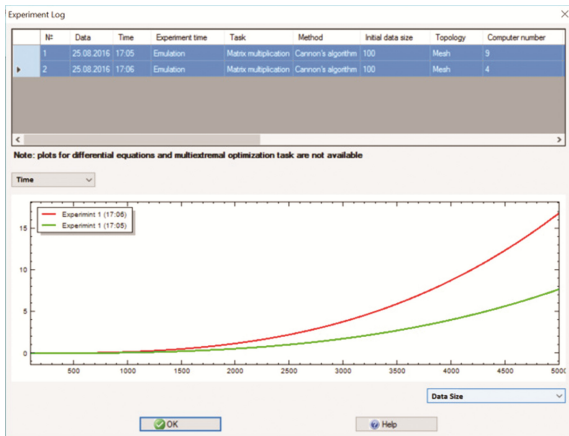 Experiment Log
№ Data Time Experiment time Task Method Initial data size Topology Computer number
1 25.08.2016 17:05 Emulation Matrix multiplication Cannon's algorithm 100 Mesh 9
2 25.08.2016 17:06 Emulation Matrix multiplication Cannon's algorithm 100 Mesh 4
Note: plots for differential equations and multiextremal optimization task are not available
Time
Experimint 1 (17:06)
Experimint 1 (17:05)
15
10
5
0
500 1000 1500 2000 2500 3000 3500 4000 4500 5000
Data Size
OK Help